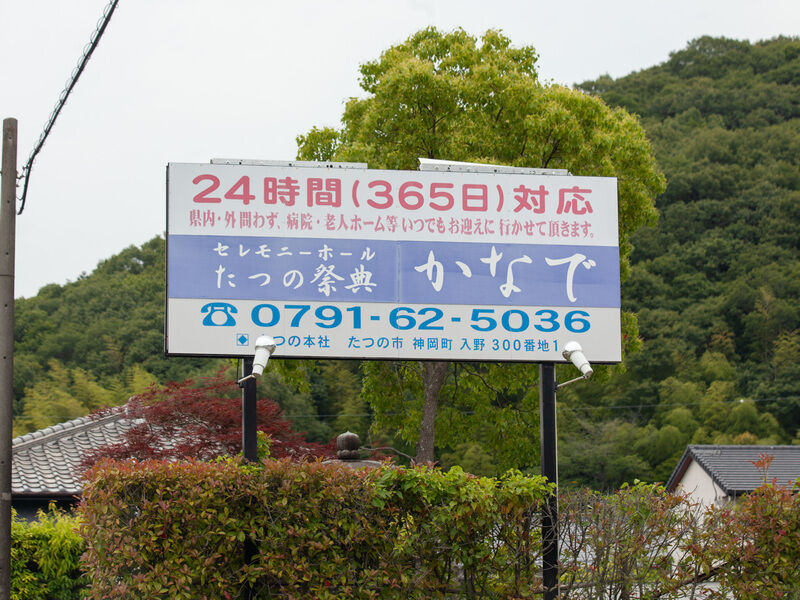 24時間(365日)対応
県内・外問わず、病院・老人ホーム等いつでもお迎えに行かせて頂きます。
セレモニーホール
たつの祭典 かなで
☎0791-62-5036
たつの本社 たつの市 神岡町 入野 300番地1